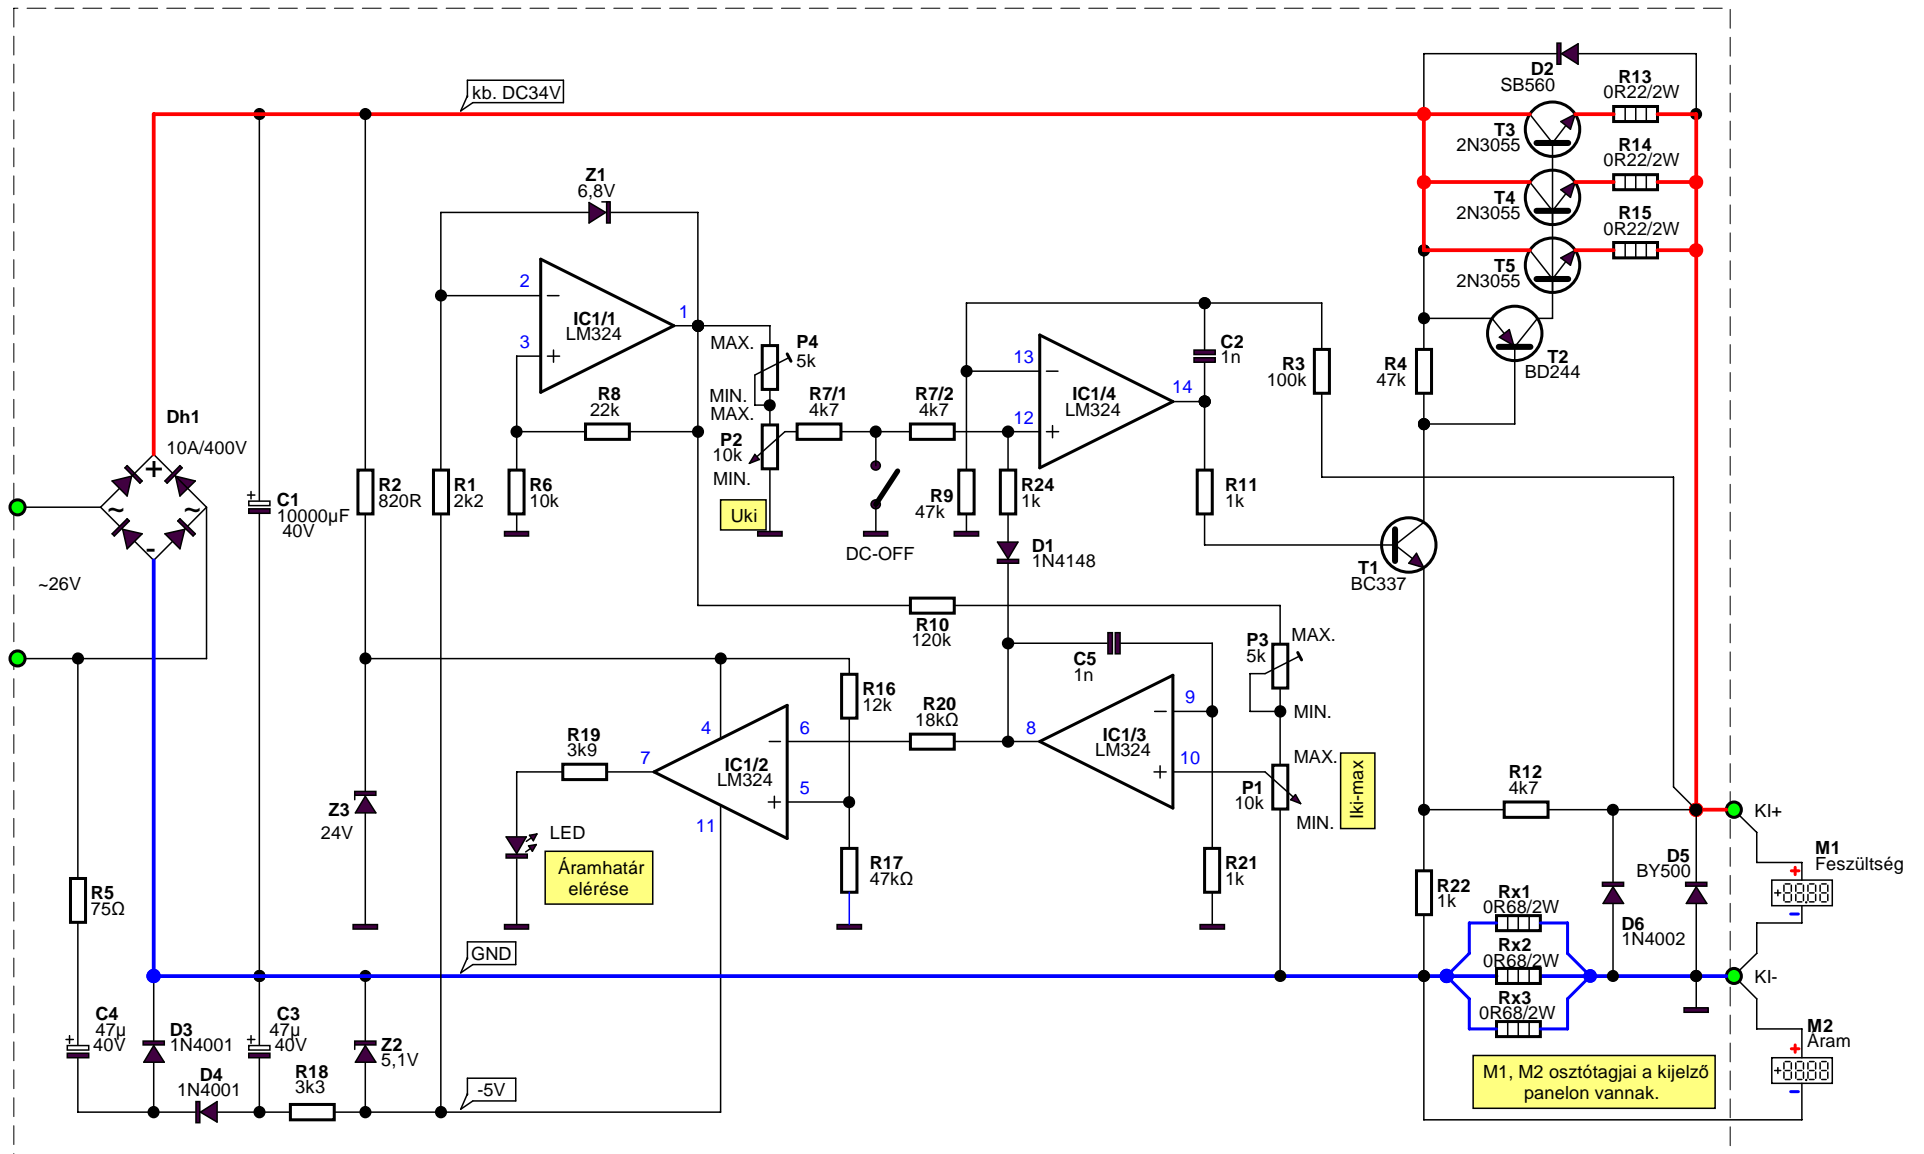 D2
SB560
R13
0R22/2W
kb. DC34V
T3
2N3055
R14
0R22/2W
T4
2N3055
R15
0R22/2W
T5
2N3055
Z1
6,8V
2
3
1
IC1/1
LM324
MAX.
P4
5k
MIN.
R8
22k
MAX.
P2
10k
MIN.
Uki
R7/1
4k7
R7/2
4k7
13
12
14
IC1/4
LM324
C2
1n
R3
100k
R4
47k
T2
BD244
Dh1
10A/400V
+
-
~
~
~26V
+
C1
10000µF
40V
R2
820R
R1
2k2
R6
10k
DC-OFF
R9
47k
R24
1k
R11
1k
D1
1N4148
T1
BC337
R10
120k
C5
1n
P3
5k
MAX.
MIN.
R16
12k
R20
18kΩ
8
9
10
IC1/3
LM324
MAX.
P1
10k
MIN.
Iki-max
R19
3k9
7
4
6
5
11
IC1/2
LM324
Z3
24V
LED
Áramhatár
elérése
R17
47kΩ
R21
1k
R12
4k7
KI+
M1
Feszültség
+
+88.88
−
D5
BY500
D6
1N4002
R22
1k
Rx1
0R68/2W
Rx2
0R68/2W
Rx3
0R68/2W
KI-
M2
Áram
+
+88.88
−
R5
75Ω
GND
+
C4
47µ
40V
D3
1N4001
+
C3
47µ
40V
Z2
5,1V
D4
1N4001
R18
3k3
-5V
M1, M2 osztótagjai a kijelző
panelon vannak.